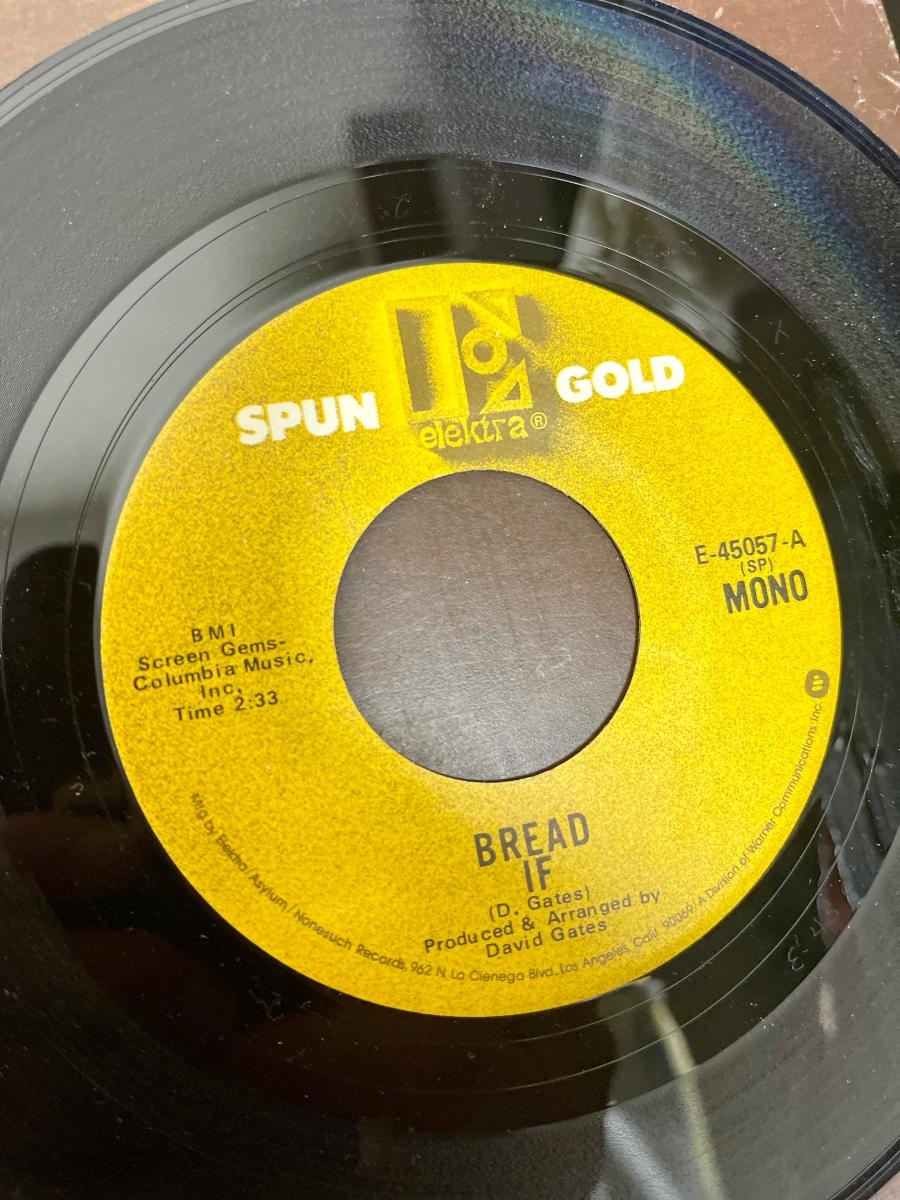 SPUN GOLD
elektra®
E-45057-A
(SP)
MONO
BMI
Screen Gems-
Columbia Music,
Inc.
Time 2:33
BREAD
IF
(D. Gates)
Produced & Arranged by
David Gates
Mfg by Elektra/Asylum/Nonesuch Records, 962 N. La Cienega Blvd., Los Angeles, Calif. 90069/A Division of Warner Communications Inc.